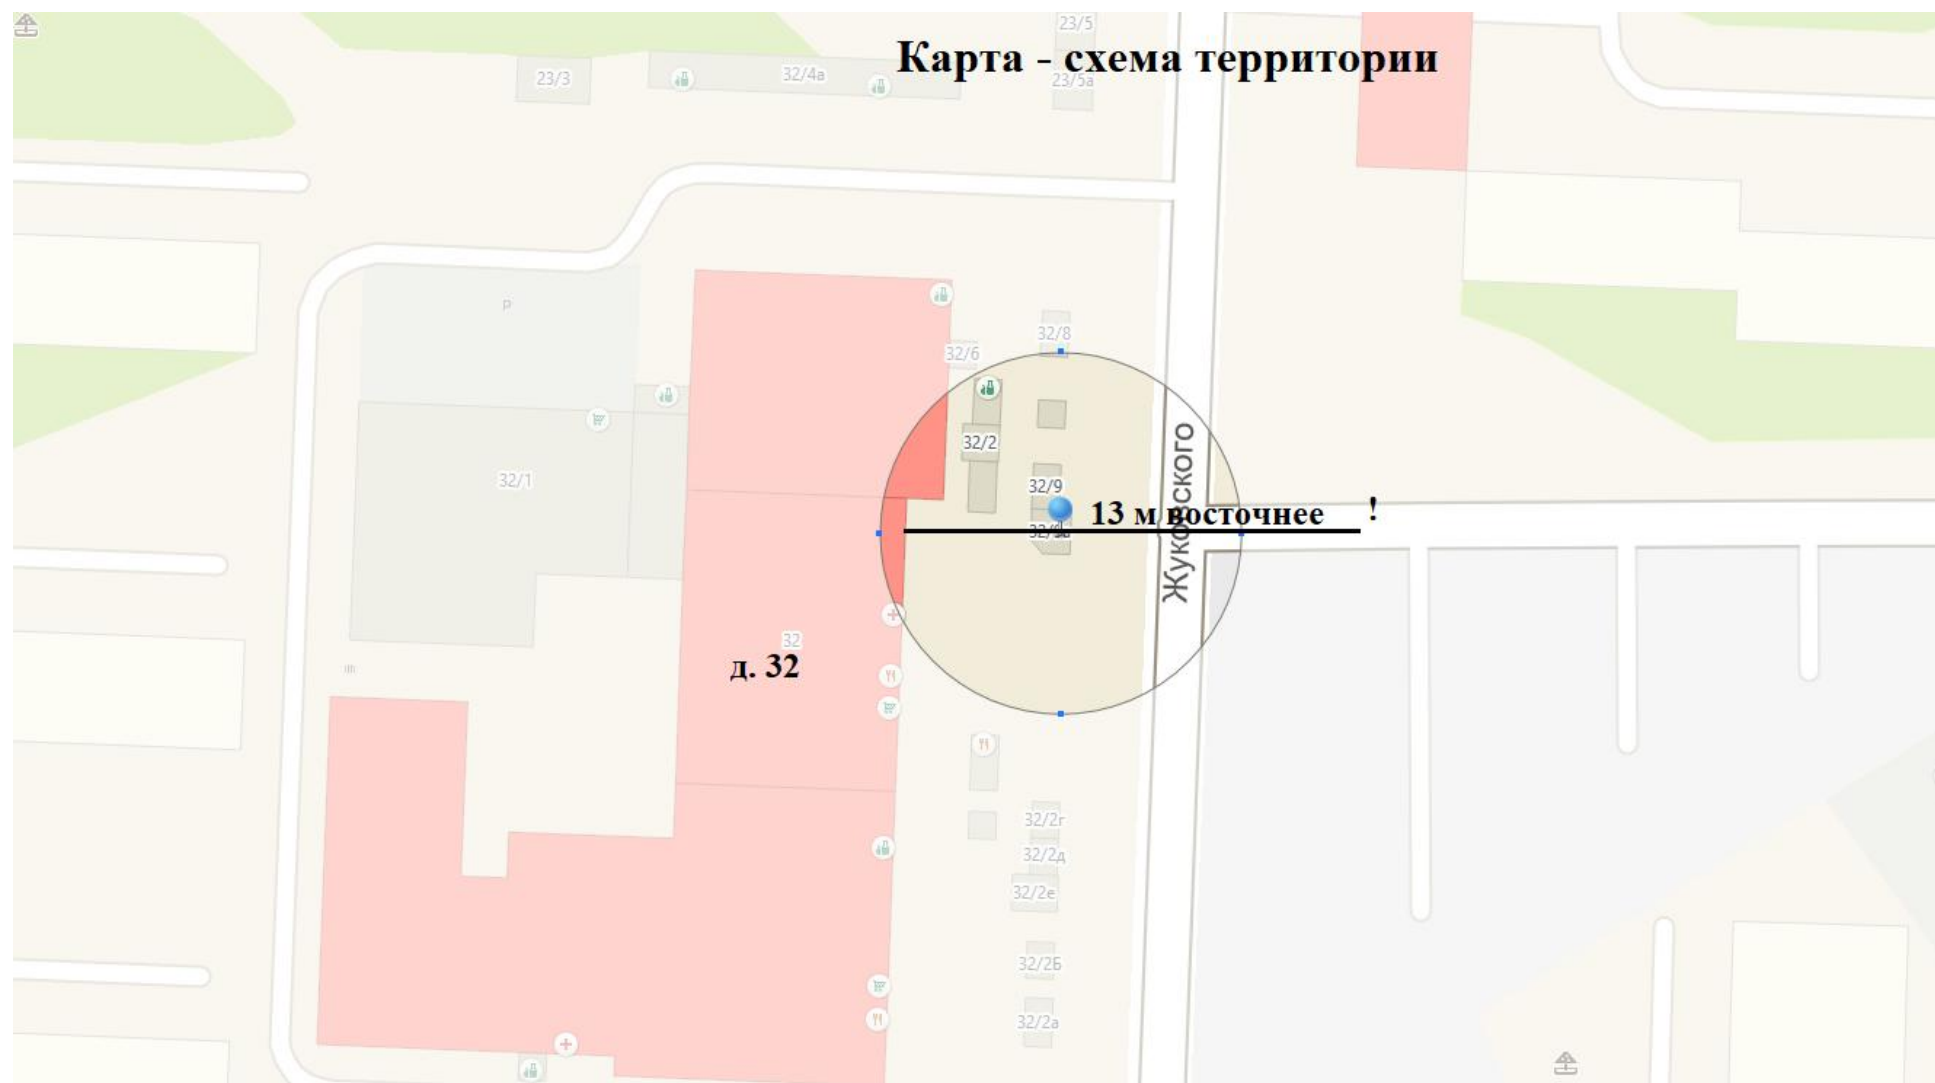 23/5
Карта - схема территории
23/3
32/4а
23/5а
P
32/8
32/6
32/2
32/1
32/9
Жуковского
13 м восточнее !
32
д. 32
32/2г
32/2д
32/2е
32/2Б
32/2а